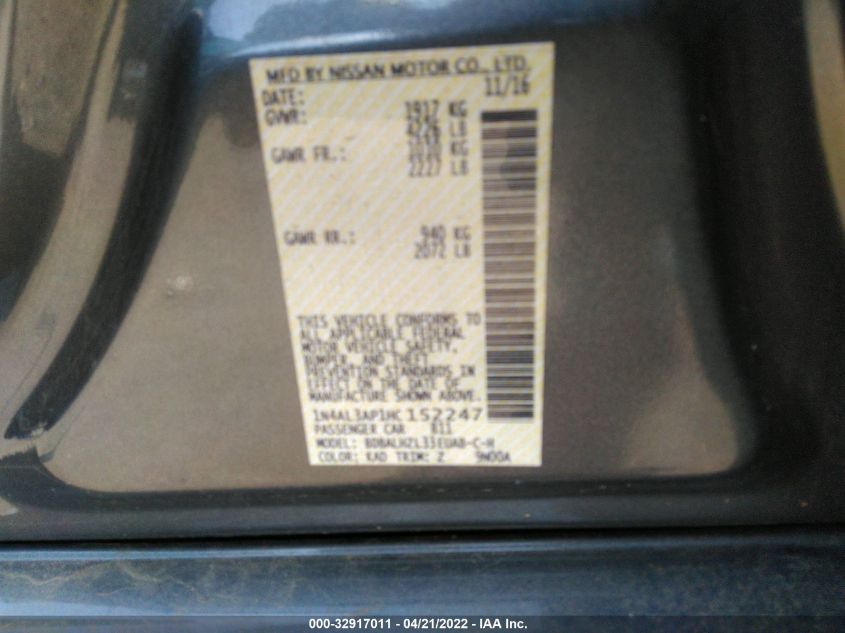 MFD BY NISSAN MOTOR CO., LTD.
DATE: 11/16
GVWR: 1917 KG
4226 LB
GAWR FR.: 1010 KG
2227 LB
GAWR RR.: 940 KG
2072 LB
THIS VEHICLE CONFORMS TO
ALL APPLICABLE FEDERAL
MOTOR VEHICLE SAFETY,
BUMPER, AND THEFT
PREVENTION STANDARDS IN
EFFECT ON THE DATE OF
MANUFACTURE SHOWN ABOVE.
1N4AL3AP1HC152247
PASSENGER CAR
MODEL:
COLOR: KAD TRIM: Z 9N00A
000-32917011 - 04/21/2022 - IAA Inc.